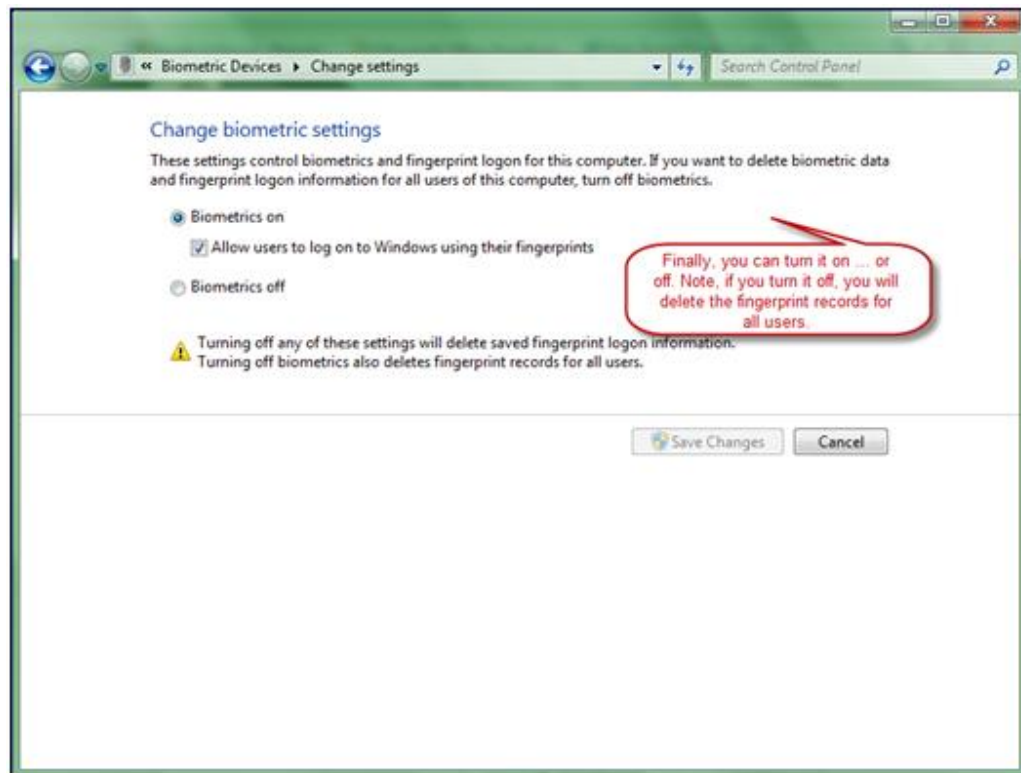 « Biometric Devices ▸ Change settings
Search Control Panel
Change biometric settings
These settings control biometrics and fingerprint logon for this computer. If you want to delete biometric data
and fingerprint logon information for all users of this computer, turn off biometrics.
Biometrics on
Allow users to log on to Windows using their fingerprints
Finally, you can turn it on ... or
off. Note, if you turn it off, you will
delete the fingerprint records for
all users.
Biometrics off
Turning off any of these settings will delete saved fingerprint logon information.
Turning off biometrics also deletes fingerprint records for all users.
Save Changes
Cancel